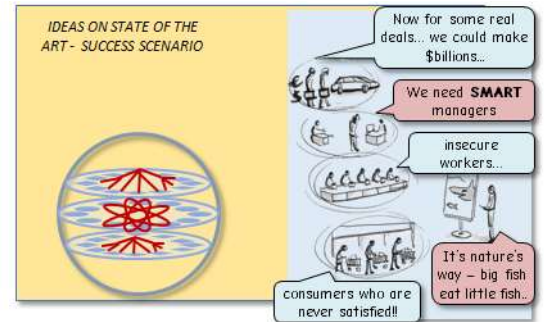 IDEAS ON STATE OF THE
ART - SUCCESS SCENARIO
Now for some real
deals... we could make
$billions...
We need SMART
managers
insecure
workers...
It's nature's
way – big fish
eat little fish..
consumers who are
never satisfied!!